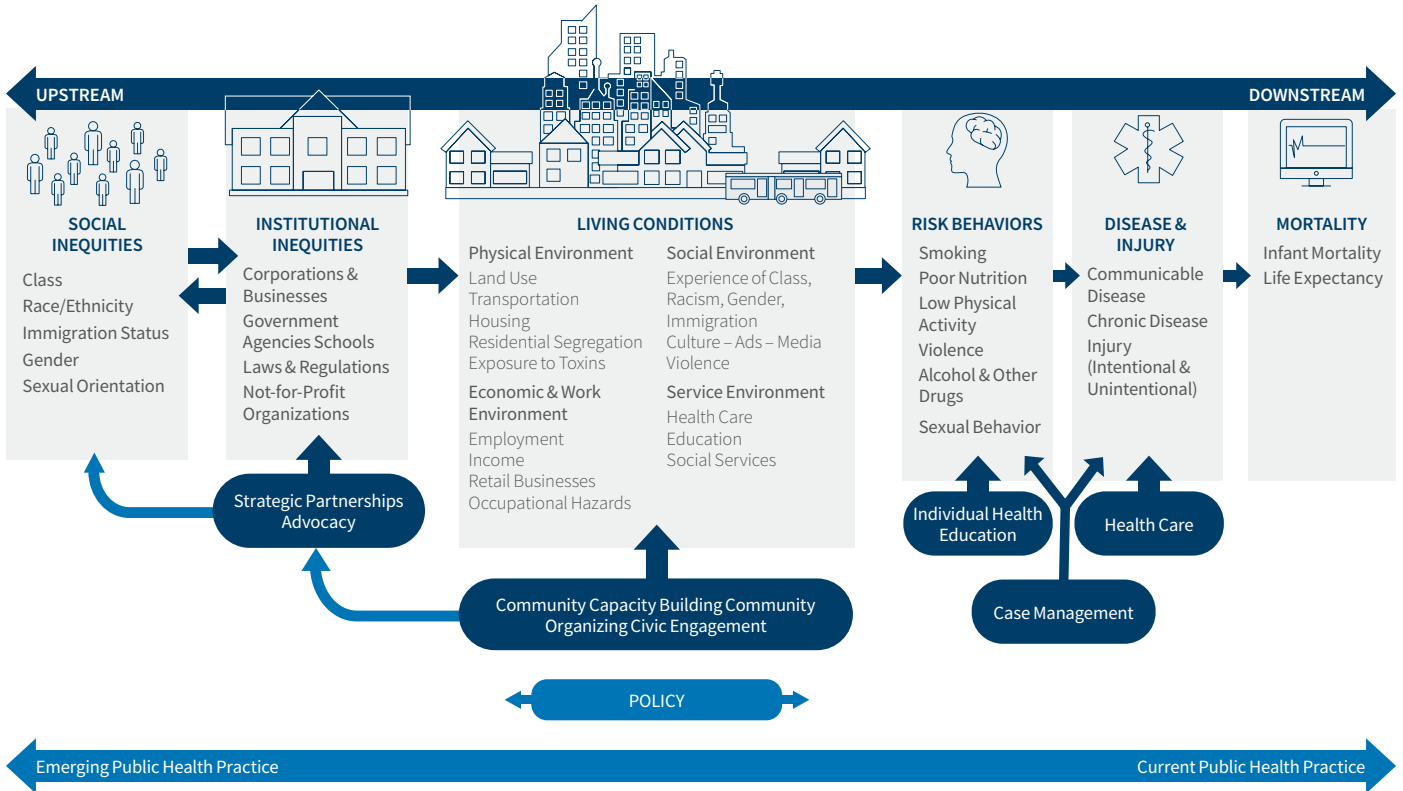 UPSTREAM
DOWNSTREAM
SOCIAL
INEQUITIES
Class
Race/Ethnicity
Immigration Status
Gender
Sexual Orientation
INSTITUTIONAL
INEQUITIES
Corporations &
Businesses
Government
Agencies Schools
Laws & Regulations
Not-for-Profit
Organizations
LIVING CONDITIONS
Physical Environment
Land Use
Transportation
Housing
Residential Segregation
Exposure to Toxins
Economic & Work
Environment
Employment
Income
Retail Businesses
Occupational Hazards
Social Environment
Experience of Class,
Racism, Gender,
Immigration
Culture – Ads – Media
Violence
Service Environment
Health Care
Education
Social Services
RISK BEHAVIORS
Smoking
Poor Nutrition
Low Physical
Activity
Violence
Alcohol & Other
Drugs
Sexual Behavior
DISEASE &
INJURY
Communicable
Disease
Chronic Disease
Injury
(Intentional &
Unintentional)
MORTALITY
Infant Mortality
Life Expectancy
Strategic Partnerships
Advocacy
Community Capacity Building Community
Organizing Civic Engagement
Individual Health
Education
Health Care
Case Management
POLICY
Emerging Public Health Practice
Current Public Health Practice